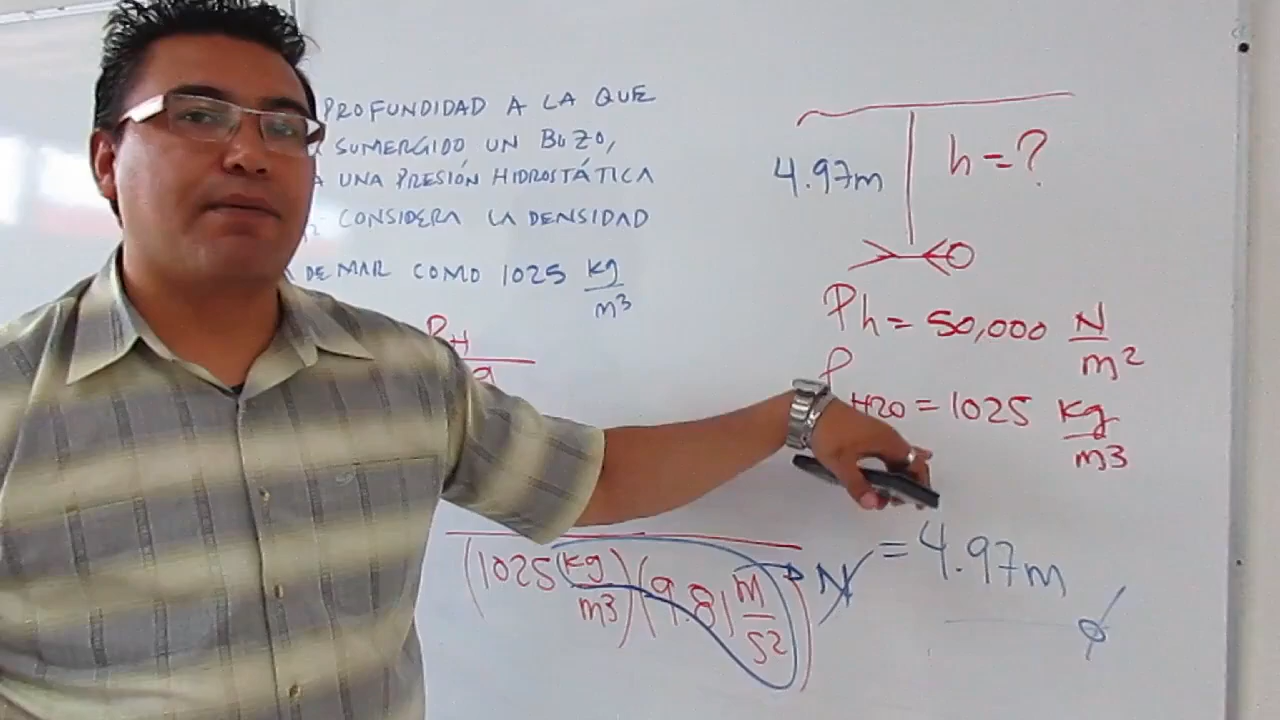 PROFUNDIDAD A LA QUE
SUMERGIDO UN BUZO,
UNA PRESIÓN HIDROSTÁTICA
CONSIDERA LA DENSIDAD
DE MAR COMO 1025 kg/m3
4.97m
h=?
Ph = 50,000 N/m2
ρ H2O = 1025 kg/m3
PH
g
(1025 kg/m3)(9.81 m/s2) N = 4.97m